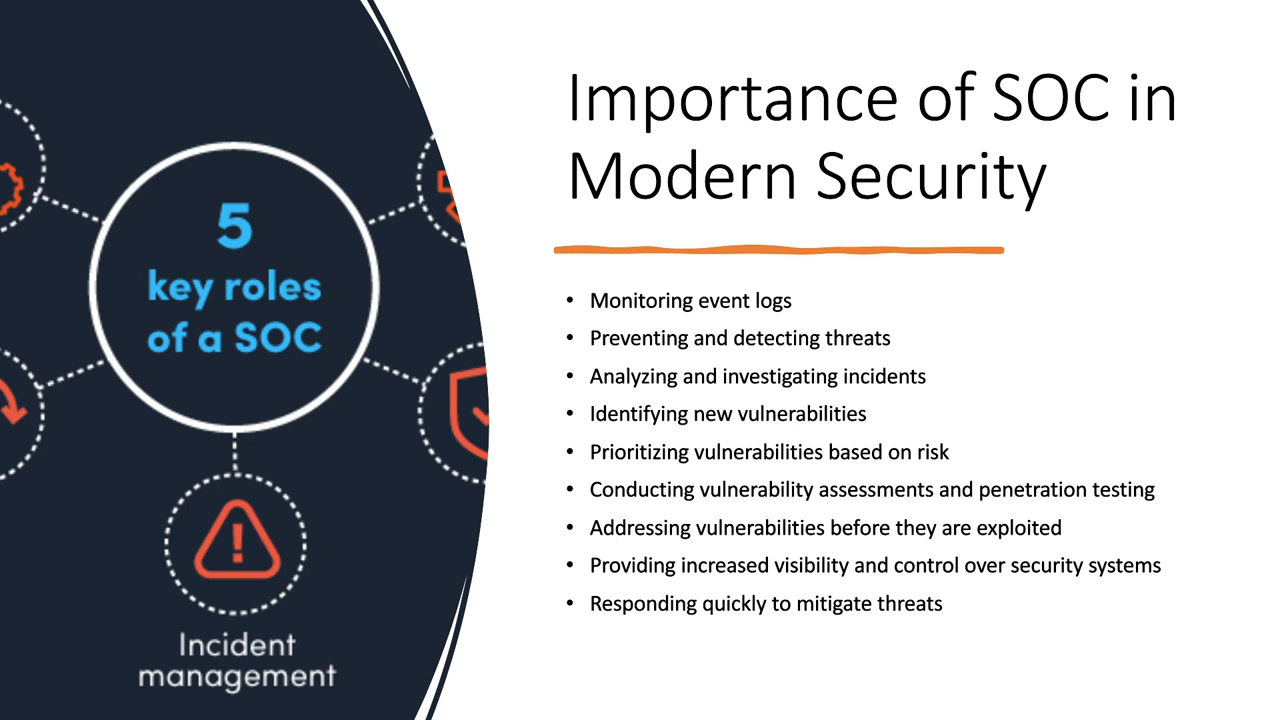 Importance of SOC in
Modern Security
• Monitoring event logs
• Preventing and detecting threats
• Analyzing and investigating incidents
• Identifying new vulnerabilities
• Prioritizing vulnerabilities based on risk
• Conducting vulnerability assessments and penetration testing
• Addressing vulnerabilities before they are exploited
• Providing increased visibility and control over security systems
• Responding quickly to mitigate threats
5
key roles
of a SOC
Incident
management